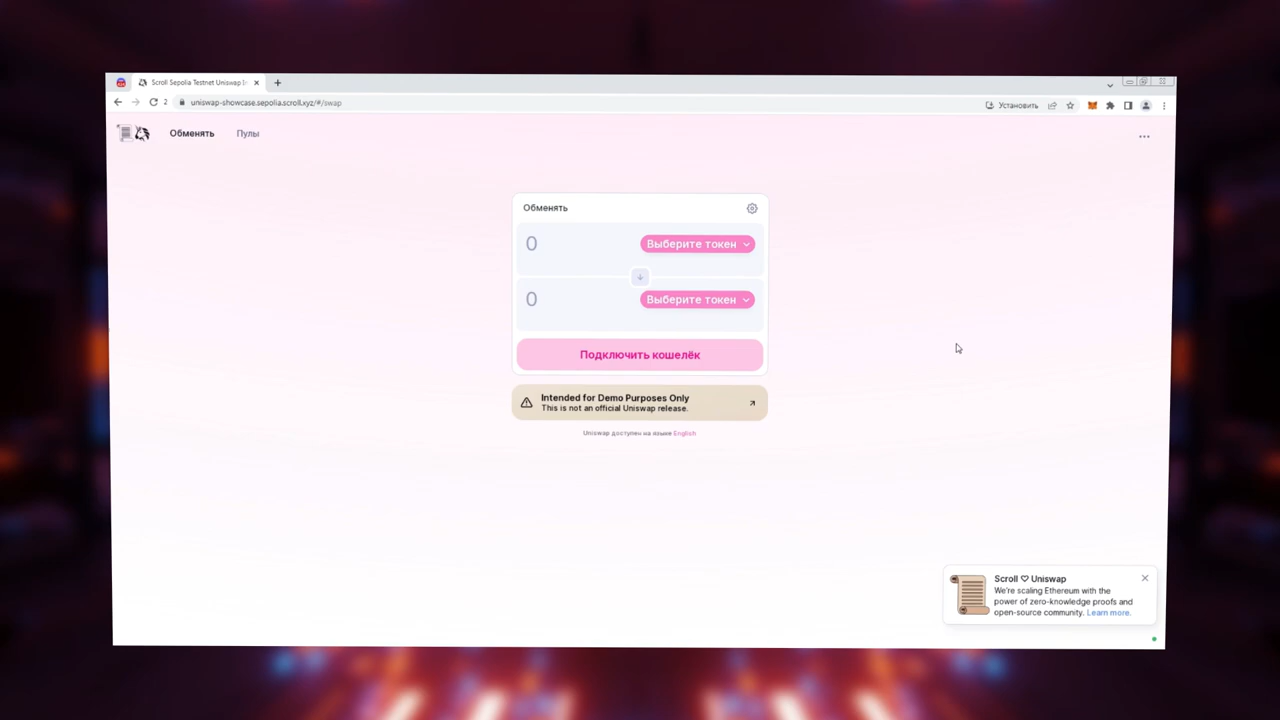 Scroll Sepolia Testnet Uniswap
2
uniswap-showcase.sepolia.scroll.xyz/#/swap
Установить
Обменять
Пулы
Обменять
0
Выберите токен
0
Выберите токен
Подключить кошелёк
Intended for Demo Purposes Only
This is not an official Uniswap release.
Uniswap доступен на языке English
Scroll ♡ Uniswap
We're scaling Ethereum with the
power of zero-knowledge proofs and
open-source community. Learn more.